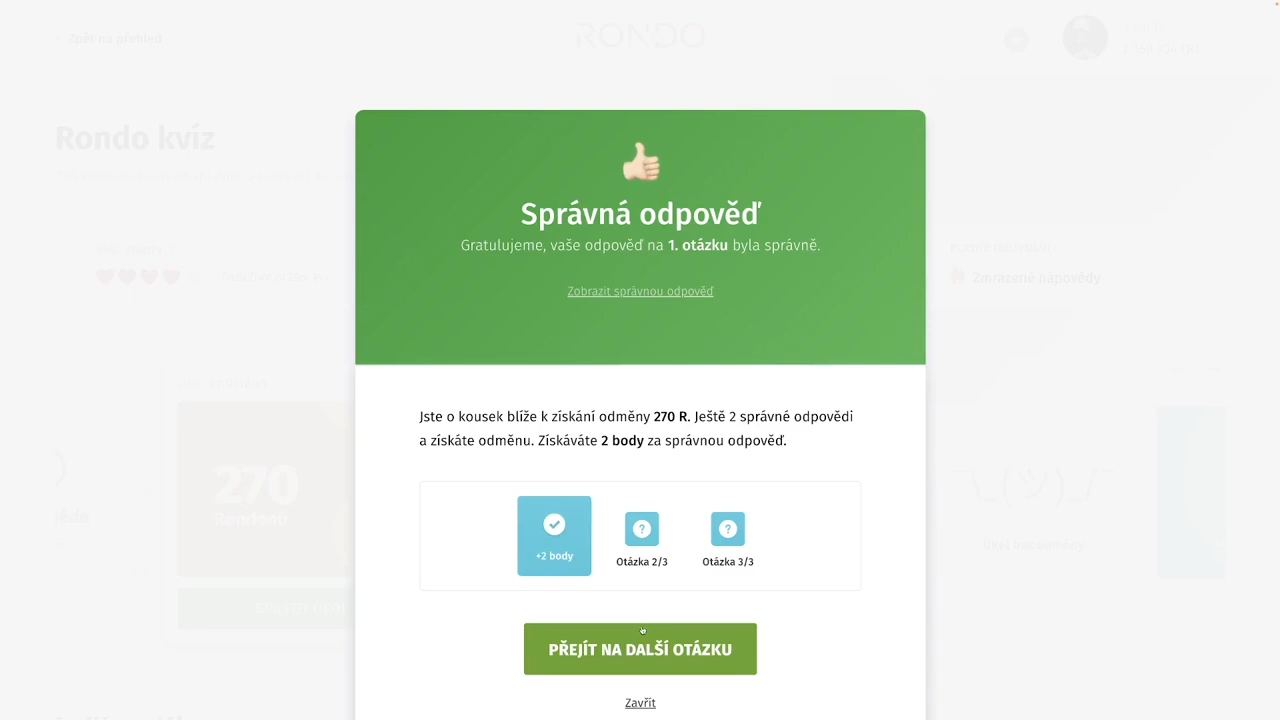 Zpět na přehled
RONDO
Rondo kvíz
Správná odpověď
Gratulujeme, vaše odpověď na 1. otázku byla správně.
Zobrazit správnou odpověď
Zmrazené nápovědy
Jste o kousek blíže k získání odměny 270 R. Ještě 2 správné odpovědi
a získáte odměnu. Získáváte 2 body za správnou odpověď.
270
Rondonů
¯\_(ツ)_/¯
+2 body
Otázka 2/3
Otázka 3/3
PŘEJÍT NA DALŠÍ OTÁZKU
Zavřít